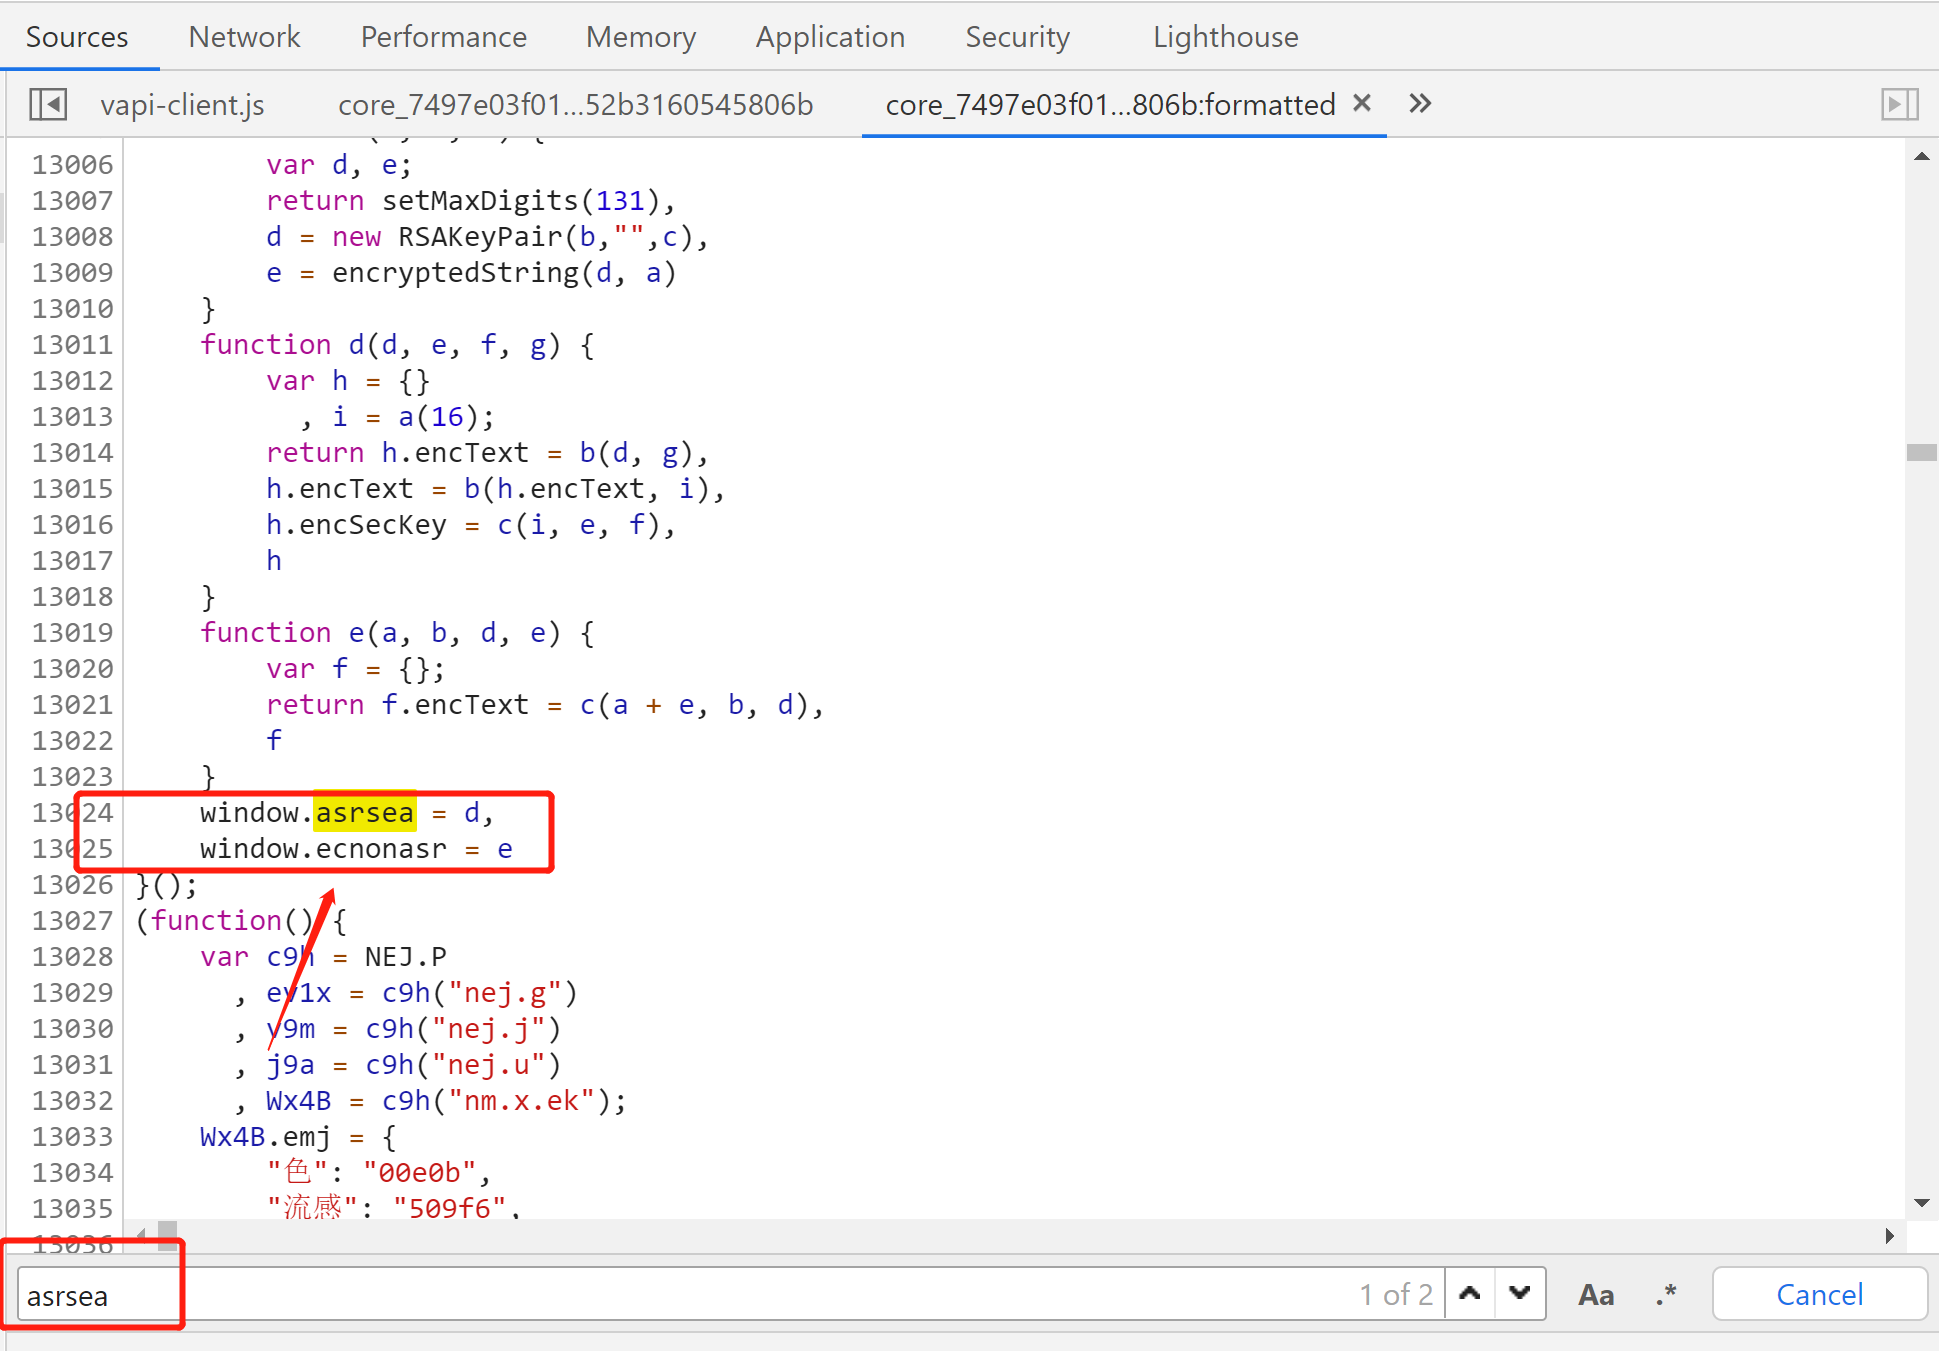 Sources Network Performance Memory Application Security Lighthouse
vapi-client.js core_7497e03f01...52b3160545806b core_7497e03f01...806b:formatted × »
13006 var d, e;
13007 return setMaxDigits(131),
13008 d = new RSAKeyPair(b,"",c),
13009 e = encryptedString(d, a)
13010 }
13011 function d(d, e, f, g) {
13012 var h = {}
13013 , i = a(16);
13014 return h.encText = b(d, g),
13015 h.encText = b(h.encText, i),
13016 h.encSecKey = c(i, e, f),
13017 h
13018 }
13019 function e(a, b, d, e) {
13020 var f = {};
13021 return f.encText = c(a + e, b, d),
13022 f
13023 }
13024 window.asrsea = d,
13025 window.ecnonasr = e
13026 }();
13027 (function() {
13028 var c9h = NEJ.P
13029 , ev1x = c9h("nej.g")
13030 , v9m = c9h("nej.j")
13031 , j9a = c9h("nej.u")
13032 , Wx4B = c9h("nm.x.ek");
13033 Wx4B.emj = {
13034 "色": "00e0b",
13035 "流感": "509f6",
13036
asrsea 1 of 2 Aa .* Cancel